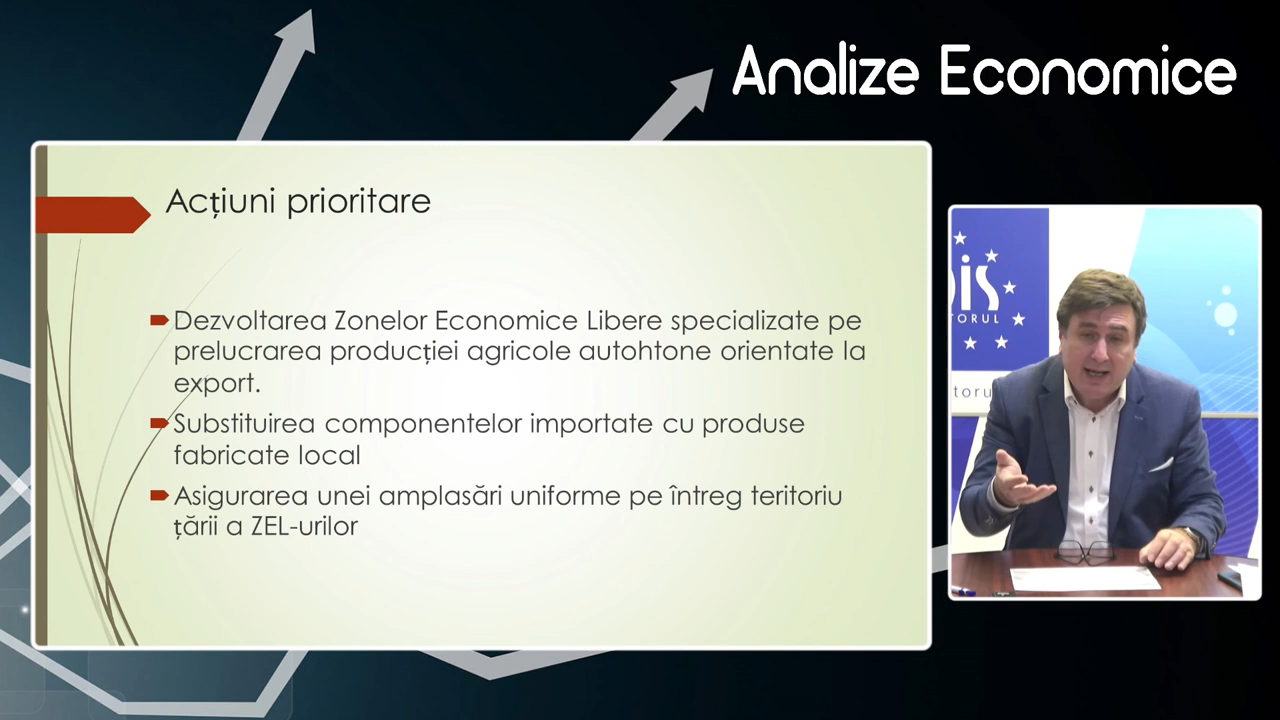 Analize Economice
Acțiuni prioritare
Dezvoltarea Zonelor Economice Libere specializate pe
prelucrarea producției agricole autohtone orientate la
export.
Substituirea componentelor importate cu produse
fabricate local
Asigurarea unei amplasări uniforme pe întreg teritoriu
țării a ZEL-urilor